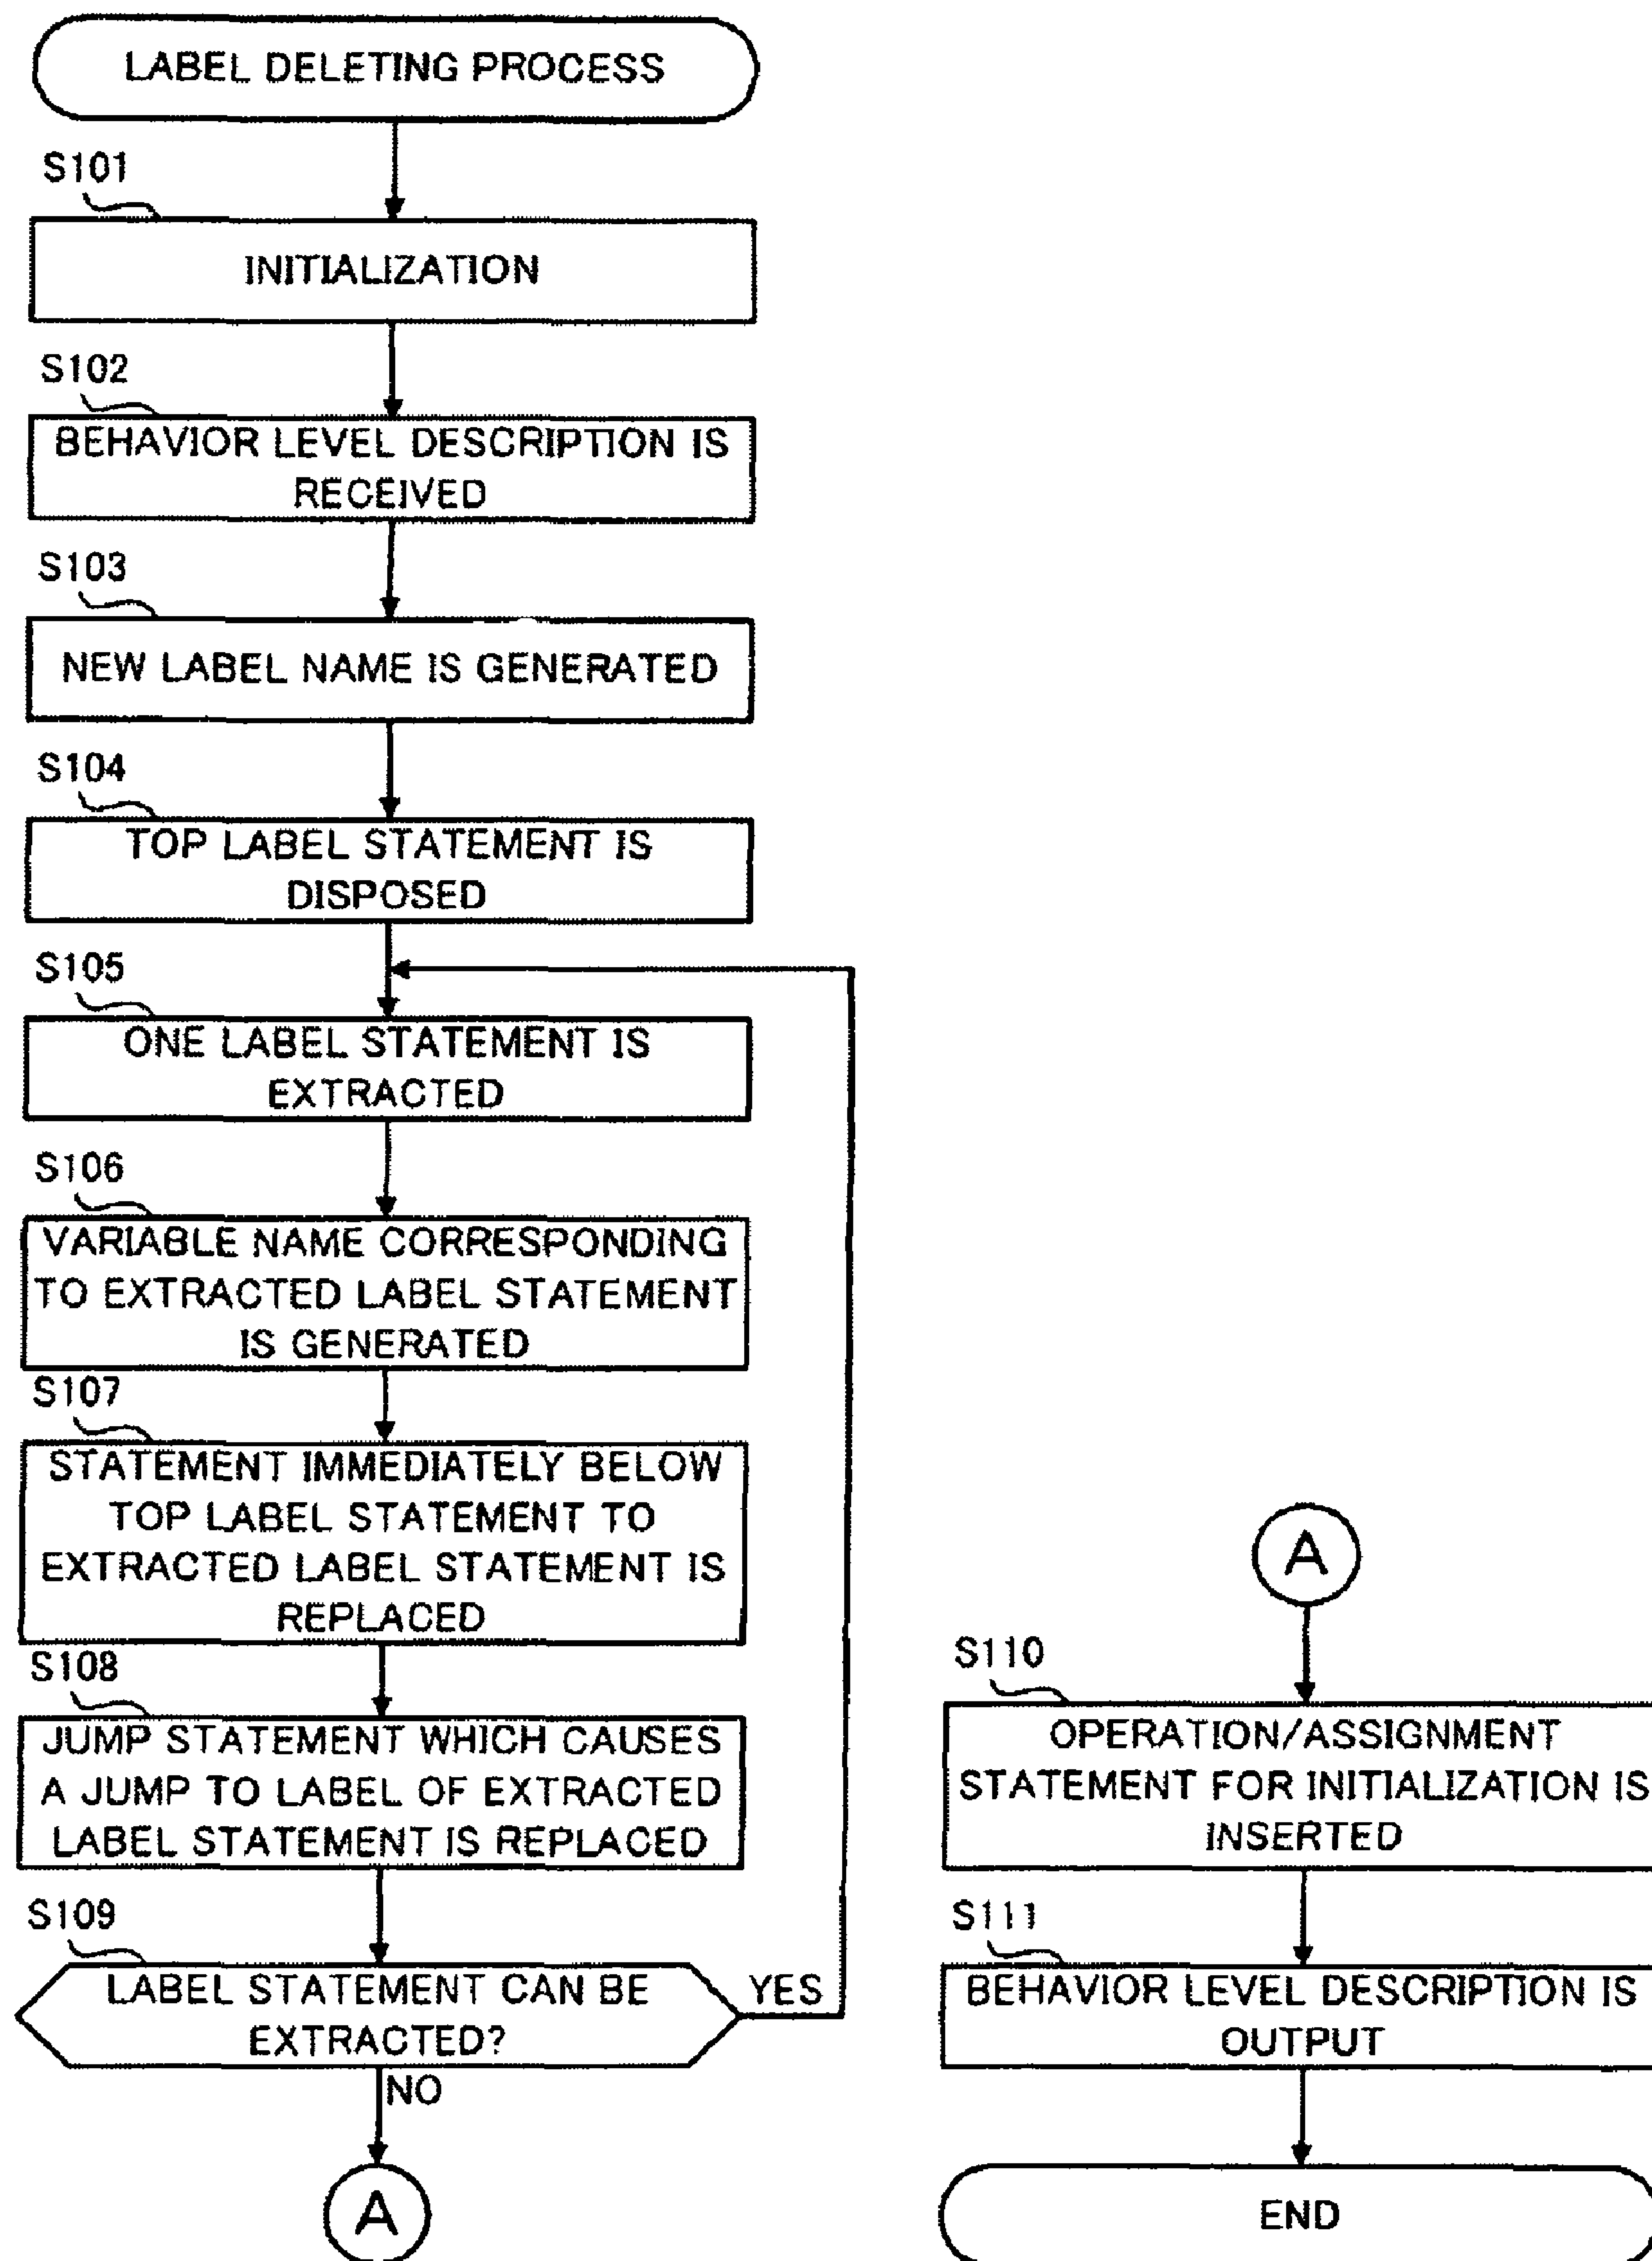 LABEL DELETING PROCESS
S101
INITIALIZATION
S102
BEHAVIOR LEVEL DESCRIPTION IS
RECEIVED
S103
NEW LABEL NAME IS GENERATED
S104
TOP LABEL STATEMENT IS
DISPOSED
S105
ONE LABEL STATEMENT IS
EXTRACTED
S106
VARIABLE NAME CORRESPONDING
TO EXTRACTED LABEL STATEMENT
IS GENERATED
S107
STATEMENT IMMEDIATELY BELOW
TOP LABEL STATEMENT TO
EXTRACTED LABEL STATEMENT IS
REPLACED
S108
JUMP STATEMENT WHICH CAUSES
A JUMP TO LABEL OF EXTRACTED
LABEL STATEMENT IS REPLACED
S109
LABEL STATEMENT CAN BE
EXTRACTED?
YES
NO
A
A
S110
OPERATION/ASSIGNMENT
STATEMENT FOR INITIALIZATION IS
INSERTED
S111
BEHAVIOR LEVEL DESCRIPTION IS
OUTPUT
END